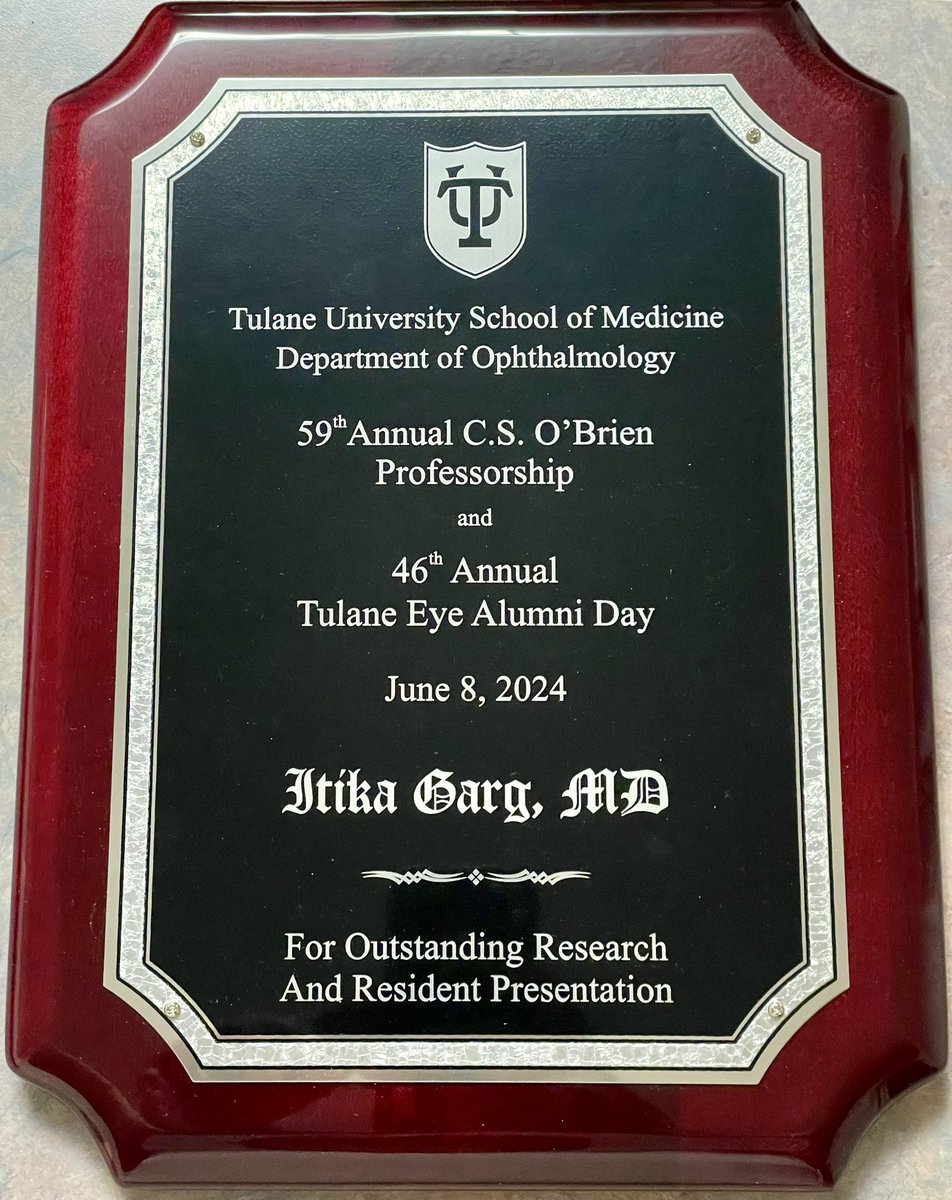 TU
Tulane University School of Medicine
Department of Ophthalmology
59th Annual C.S. O’Brien
Professorship
and
46th Annual
Tulane Eye Alumni Day
June 8, 2024
Itika Garg, MD
For Outstanding Research
And Resident Presentation